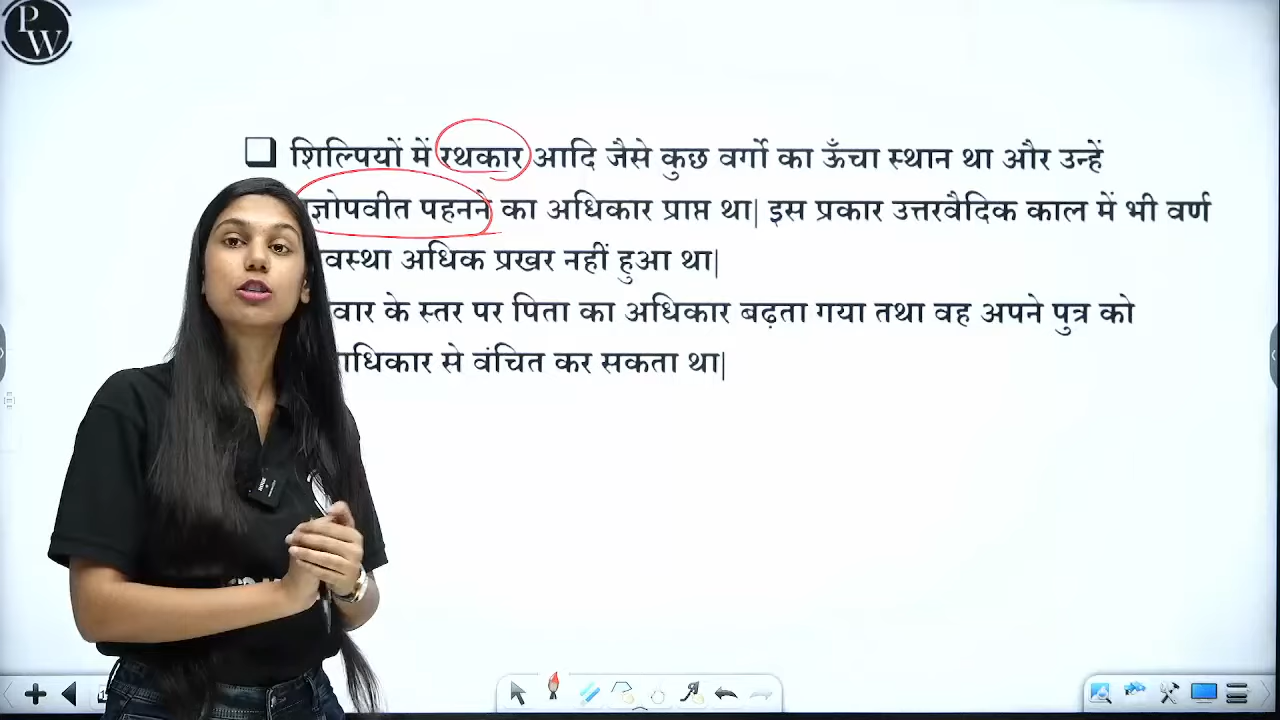 PW
शिल्पियों में रथकार आदि जैसे कुछ वर्गो का ऊँचा स्थान था और उन्हें
ज्ञोपवीत पहनने का अधिकार प्राप्त था| इस प्रकार उत्तरवैदिक काल में भी वर्ण
वस्था अधिक प्रखर नहीं हुआ था|
वार के स्तर पर पिता का अधिकार बढ़ता गया तथा वह अपने पुत्र को
ाधिकार से वंचित कर सकता था|